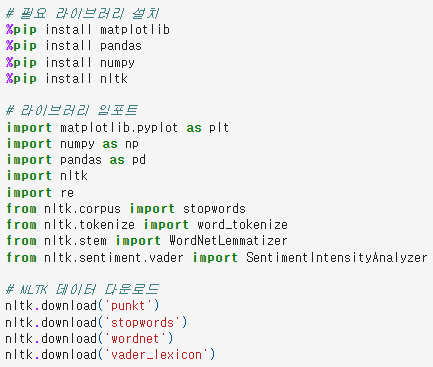 # 필요 라이브러리 설치
%pip install matplotlib
%pip install pandas
%pip install numpy
%pip install nltk
# 라이브러리 임포트
import matplotlib.pyplot as plt
import numpy as np
import pandas as pd
import nltk
import re
from nltk.corpus import stopwords
from nltk.tokenize import word_tokenize
from nltk.stem import WordNetLemmatizer
from nltk.sentiment.vader import SentimentIntensityAnalyzer
# NLTK 데이터 다운로드
nltk.download('punkt')
nltk.download('stopwords')
nltk.download('wordnet')
nltk.download('vader_lexicon')